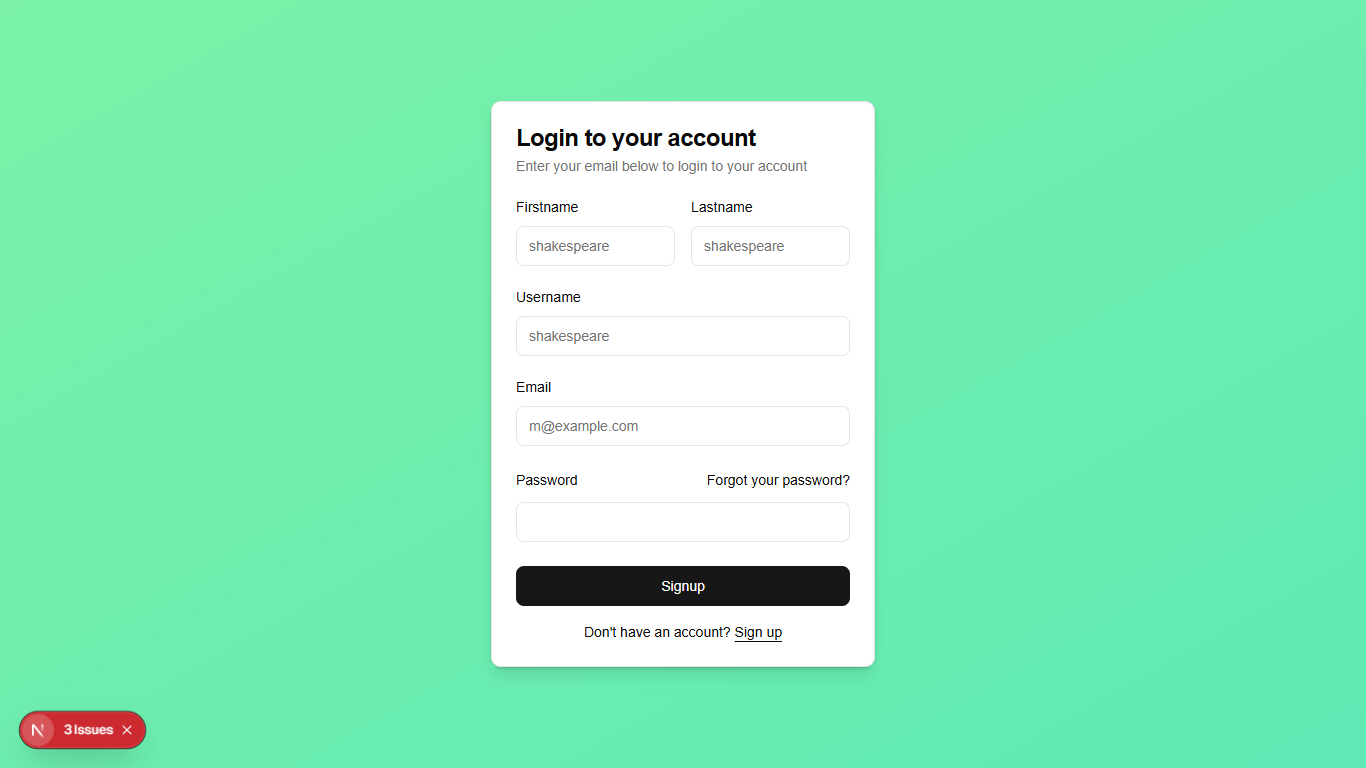 Login to your account
Enter your email below to login to your account
Firstname Lastname
shakespeare shakespeare
Username
shakespeare
Email
m@example.com
Password Forgot your password?
Signup
Don't have an account? Sign up
N 3 Issues